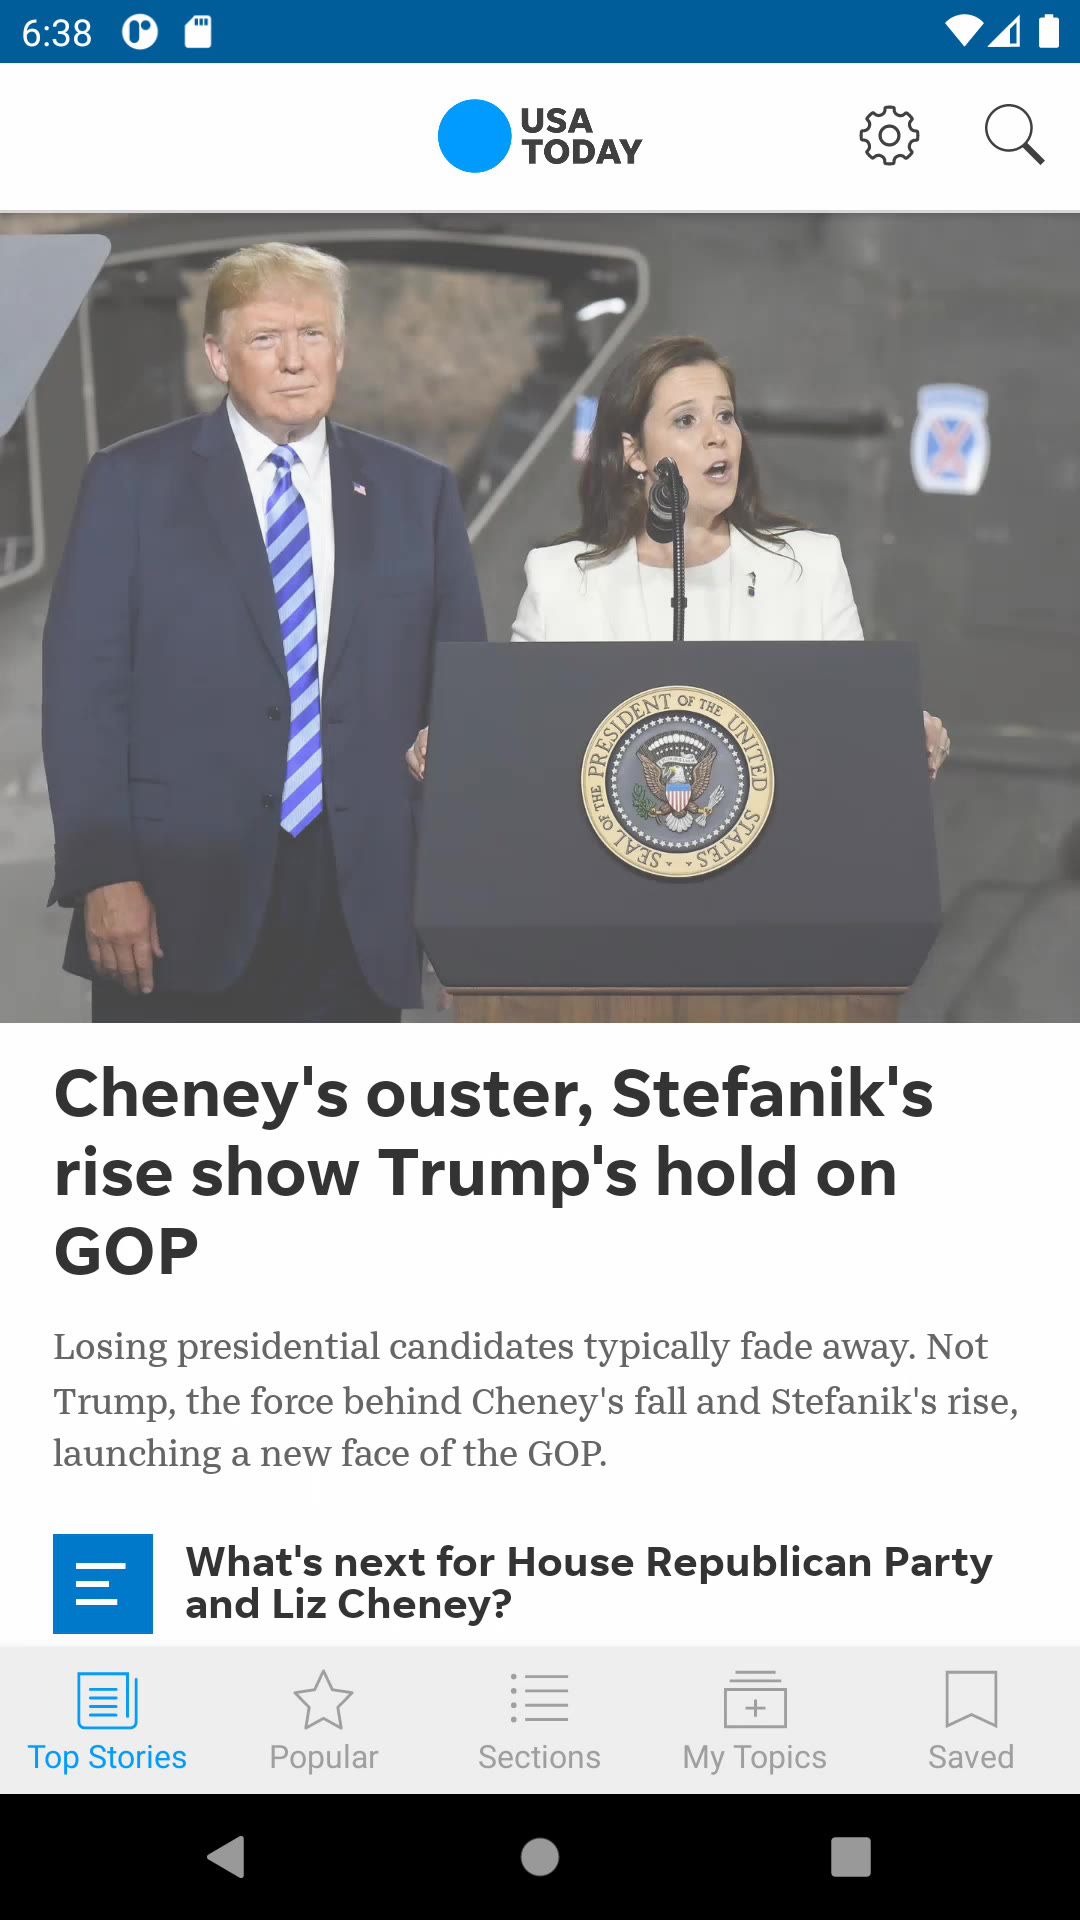 6:38
USA
TODAY
SEAL OF THE PRESIDENT OF THE UNITED STATES
Cheney's ouster, Stefanik's
rise show Trump's hold on
GOP
Losing presidential candidates typically fade away. Not
Trump, the force behind Cheney's fall and Stefanik's rise,
launching a new face of the GOP.
What's next for House Republican Party
and Liz Cheney?
Top Stories
Popular
Sections
My Topics
Saved